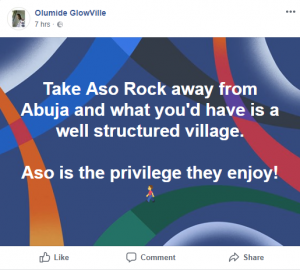 Olumide GlowVille
7 hrs ·
Take Aso Rock away from
Abuja and what you'd have is a
well structured village.
Aso is the privilege they enjoy!
Like Comment Share